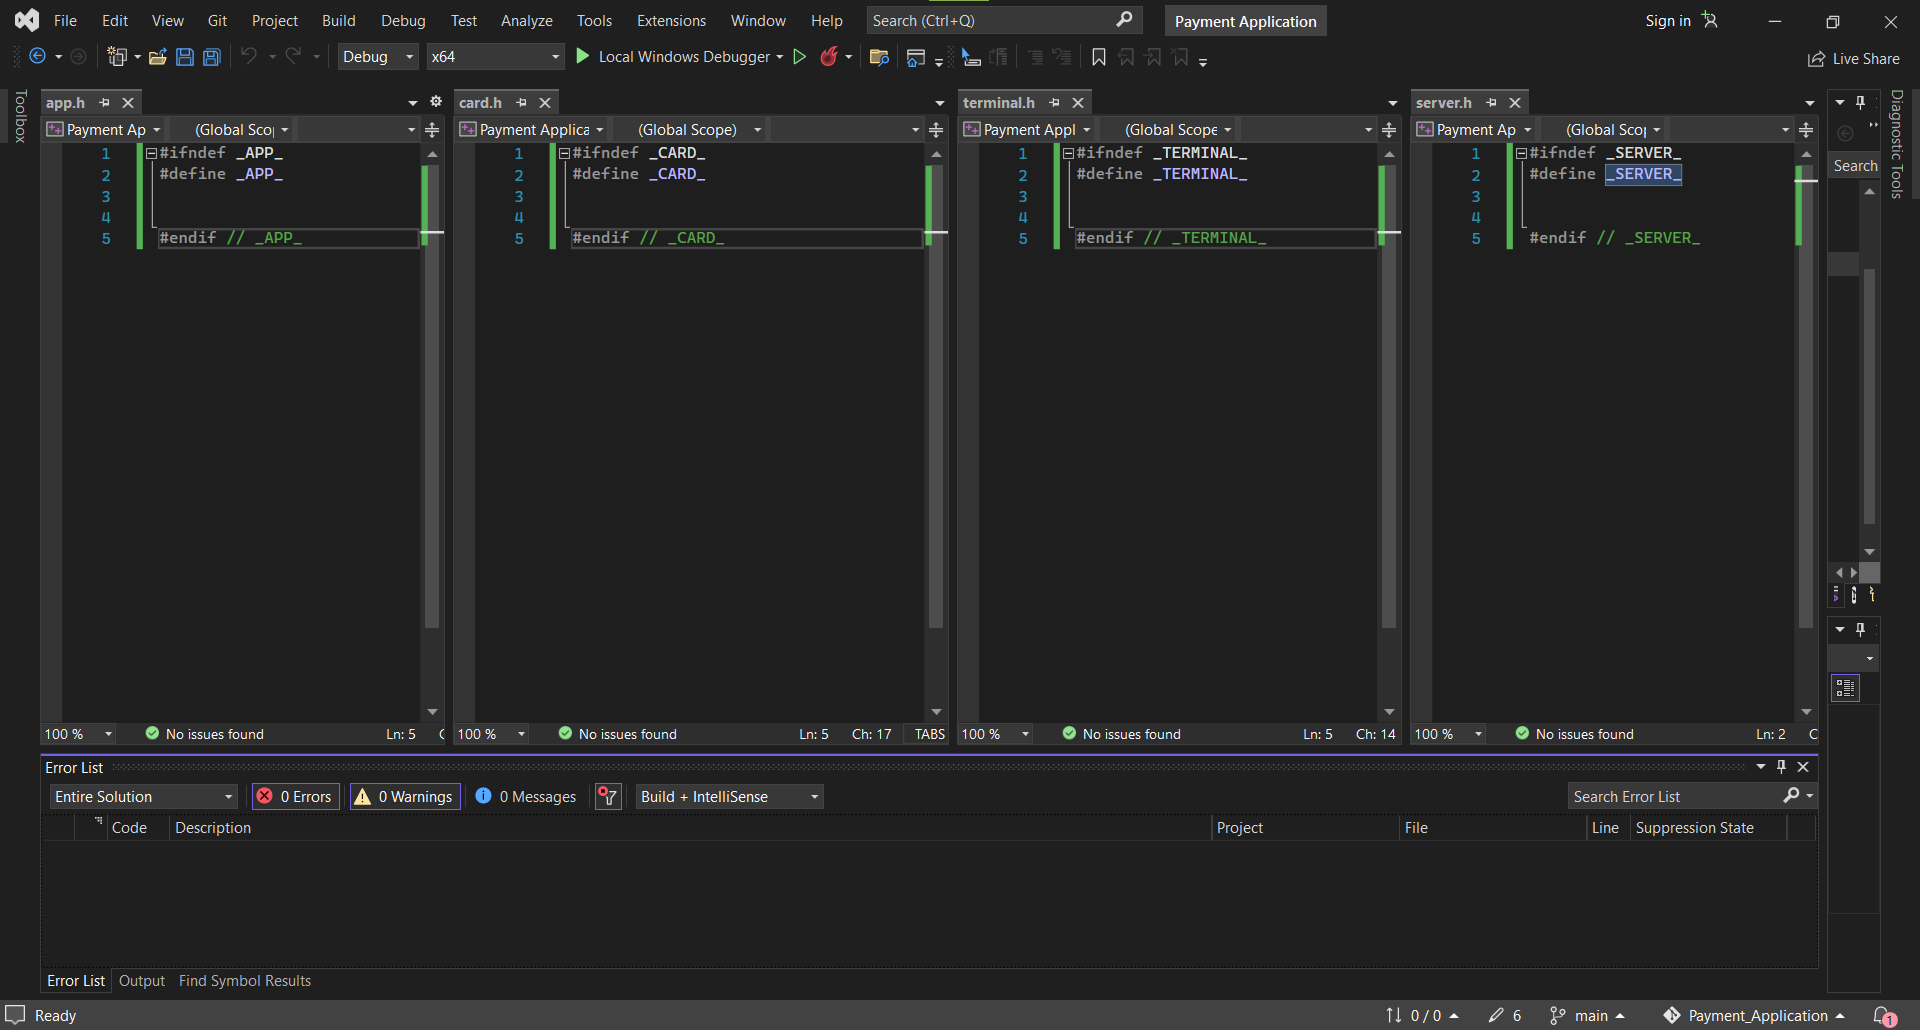 File Edit View Git Project Build Debug Test Analyze Tools Extensions Window Help Search (Ctrl+Q) Payment Application Sign in
Debug x64 Local Windows Debugger Live Share
Toolbox
app.h
Payment Ap (Global Sco
1 #ifndef _APP_
2 #define _APP_
3
4
5 #endif // _APP_
100 % No issues found Ln: 5
card.h
Payment Applica (Global Scope)
1 #ifndef _CARD_
2 #define _CARD_
3
4
5 #endif // _CARD_
100 % No issues found Ln: 5 Ch: 17 TABS
terminal.h
Payment Appl (Global Scope
1 #ifndef _TERMINAL_
2 #define _TERMINAL_
3
4
5 #endif // _TERMINAL_
100 % No issues found Ln: 5 Ch: 14
server.h
Payment Ap (Global Sco
1 #ifndef _SERVER_
2 #define _SERVER_
3
4
5 #endif // _SERVER_
100 % No issues found Ln: 2 C
Search
Diagnostic Tools
Error List
Entire Solution 0 Errors 0 Warnings 0 Messages Build + IntelliSense Search Error List
Code Description Project File Line Suppression State
Error List Output Find Symbol Results
Ready 0 / 0 6 main Payment_Application 1